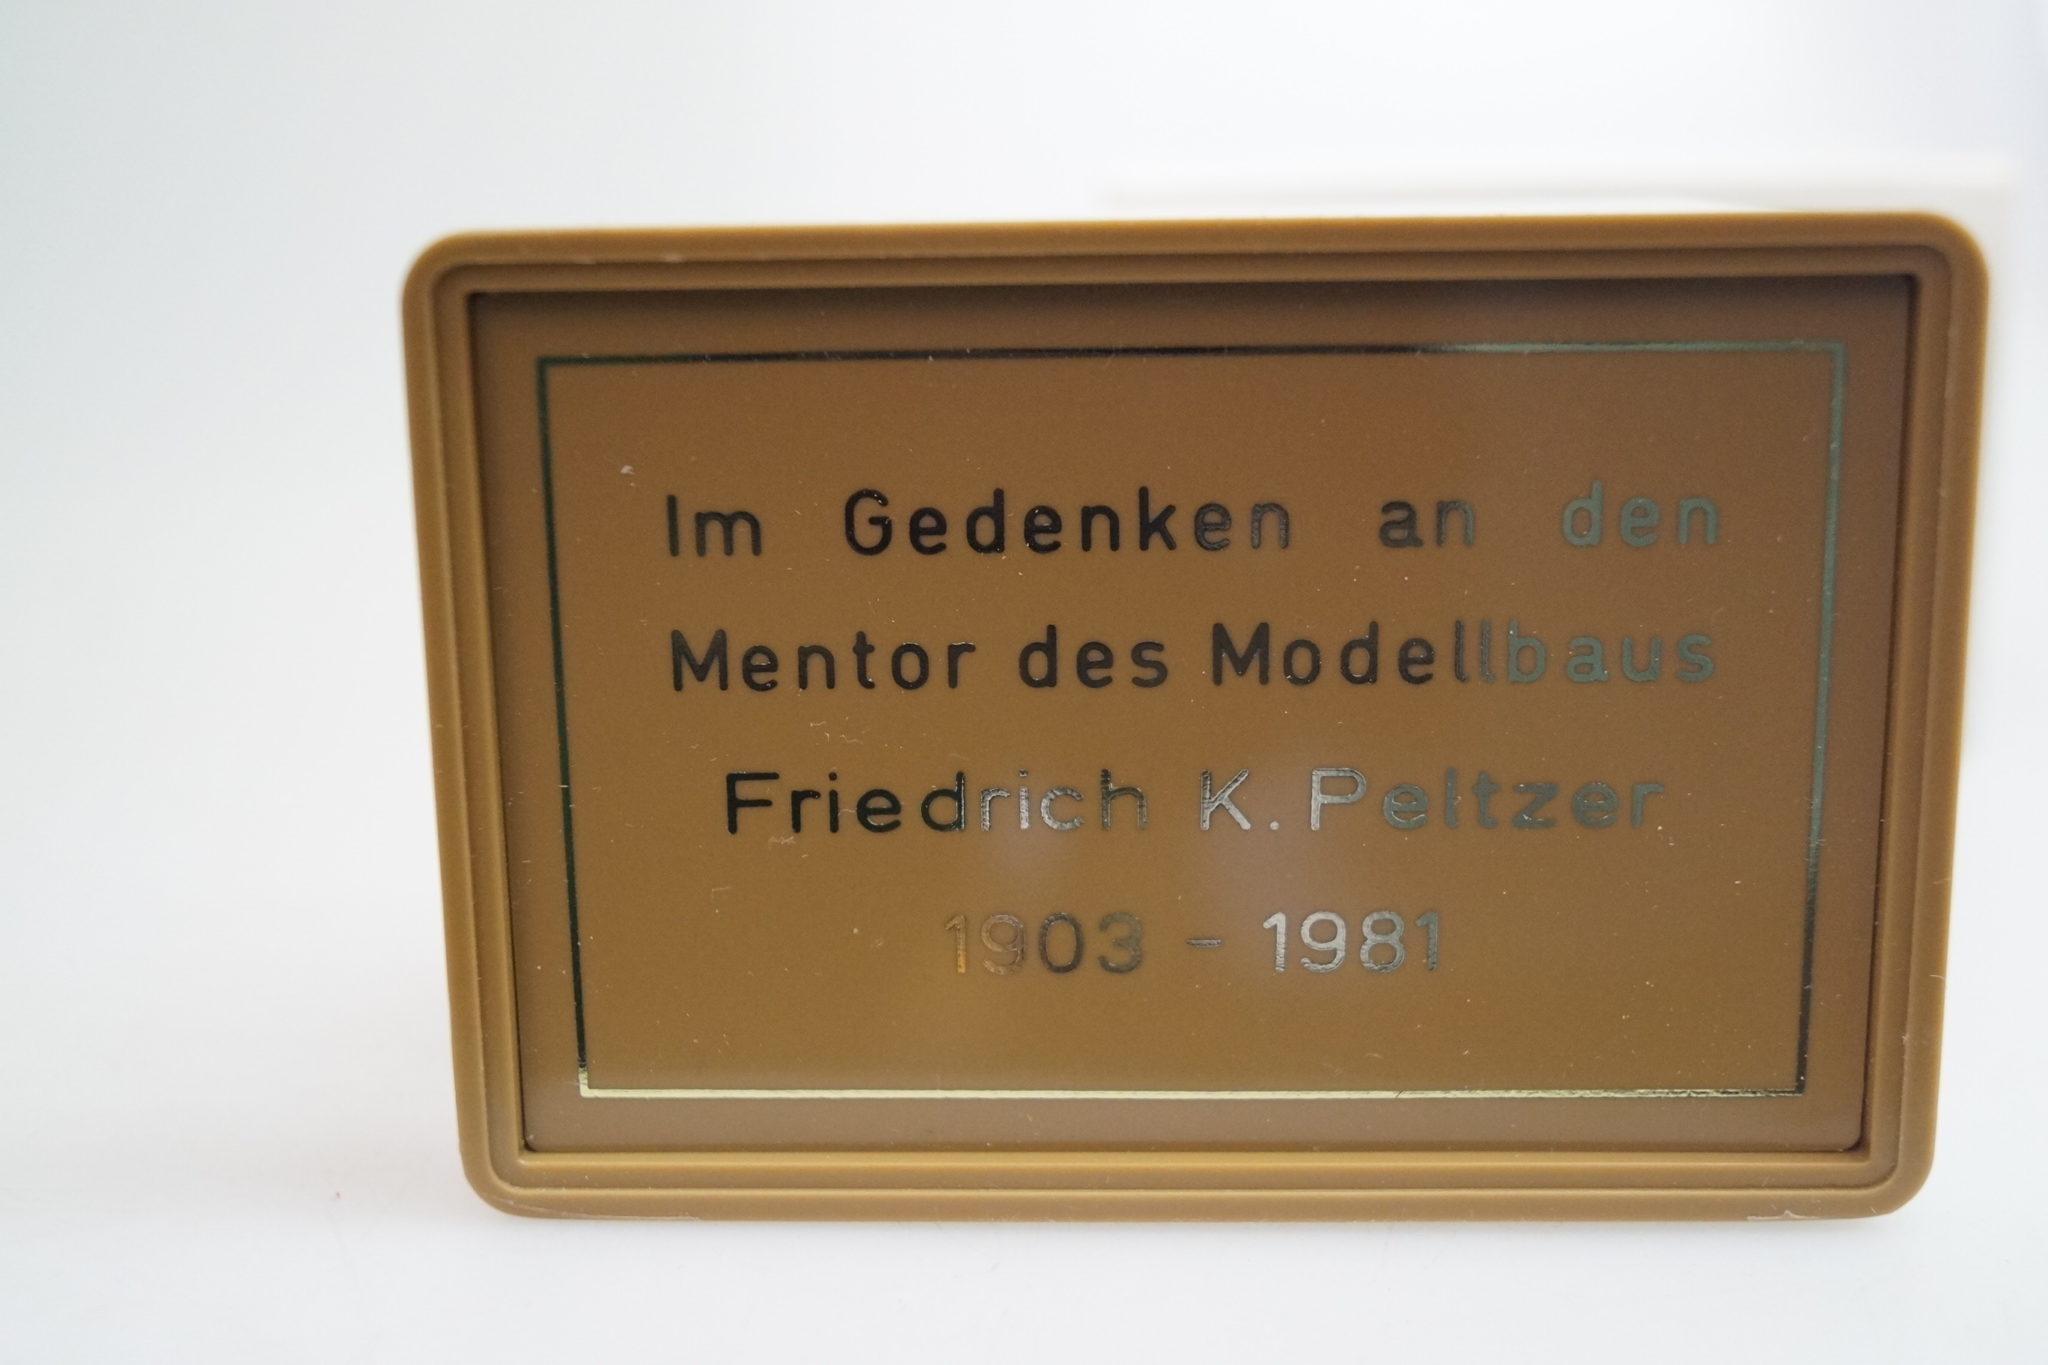 Im Gedenken an den
Mentor des Modellbaus
Friedrich K. Peltzer
1903 - 1981